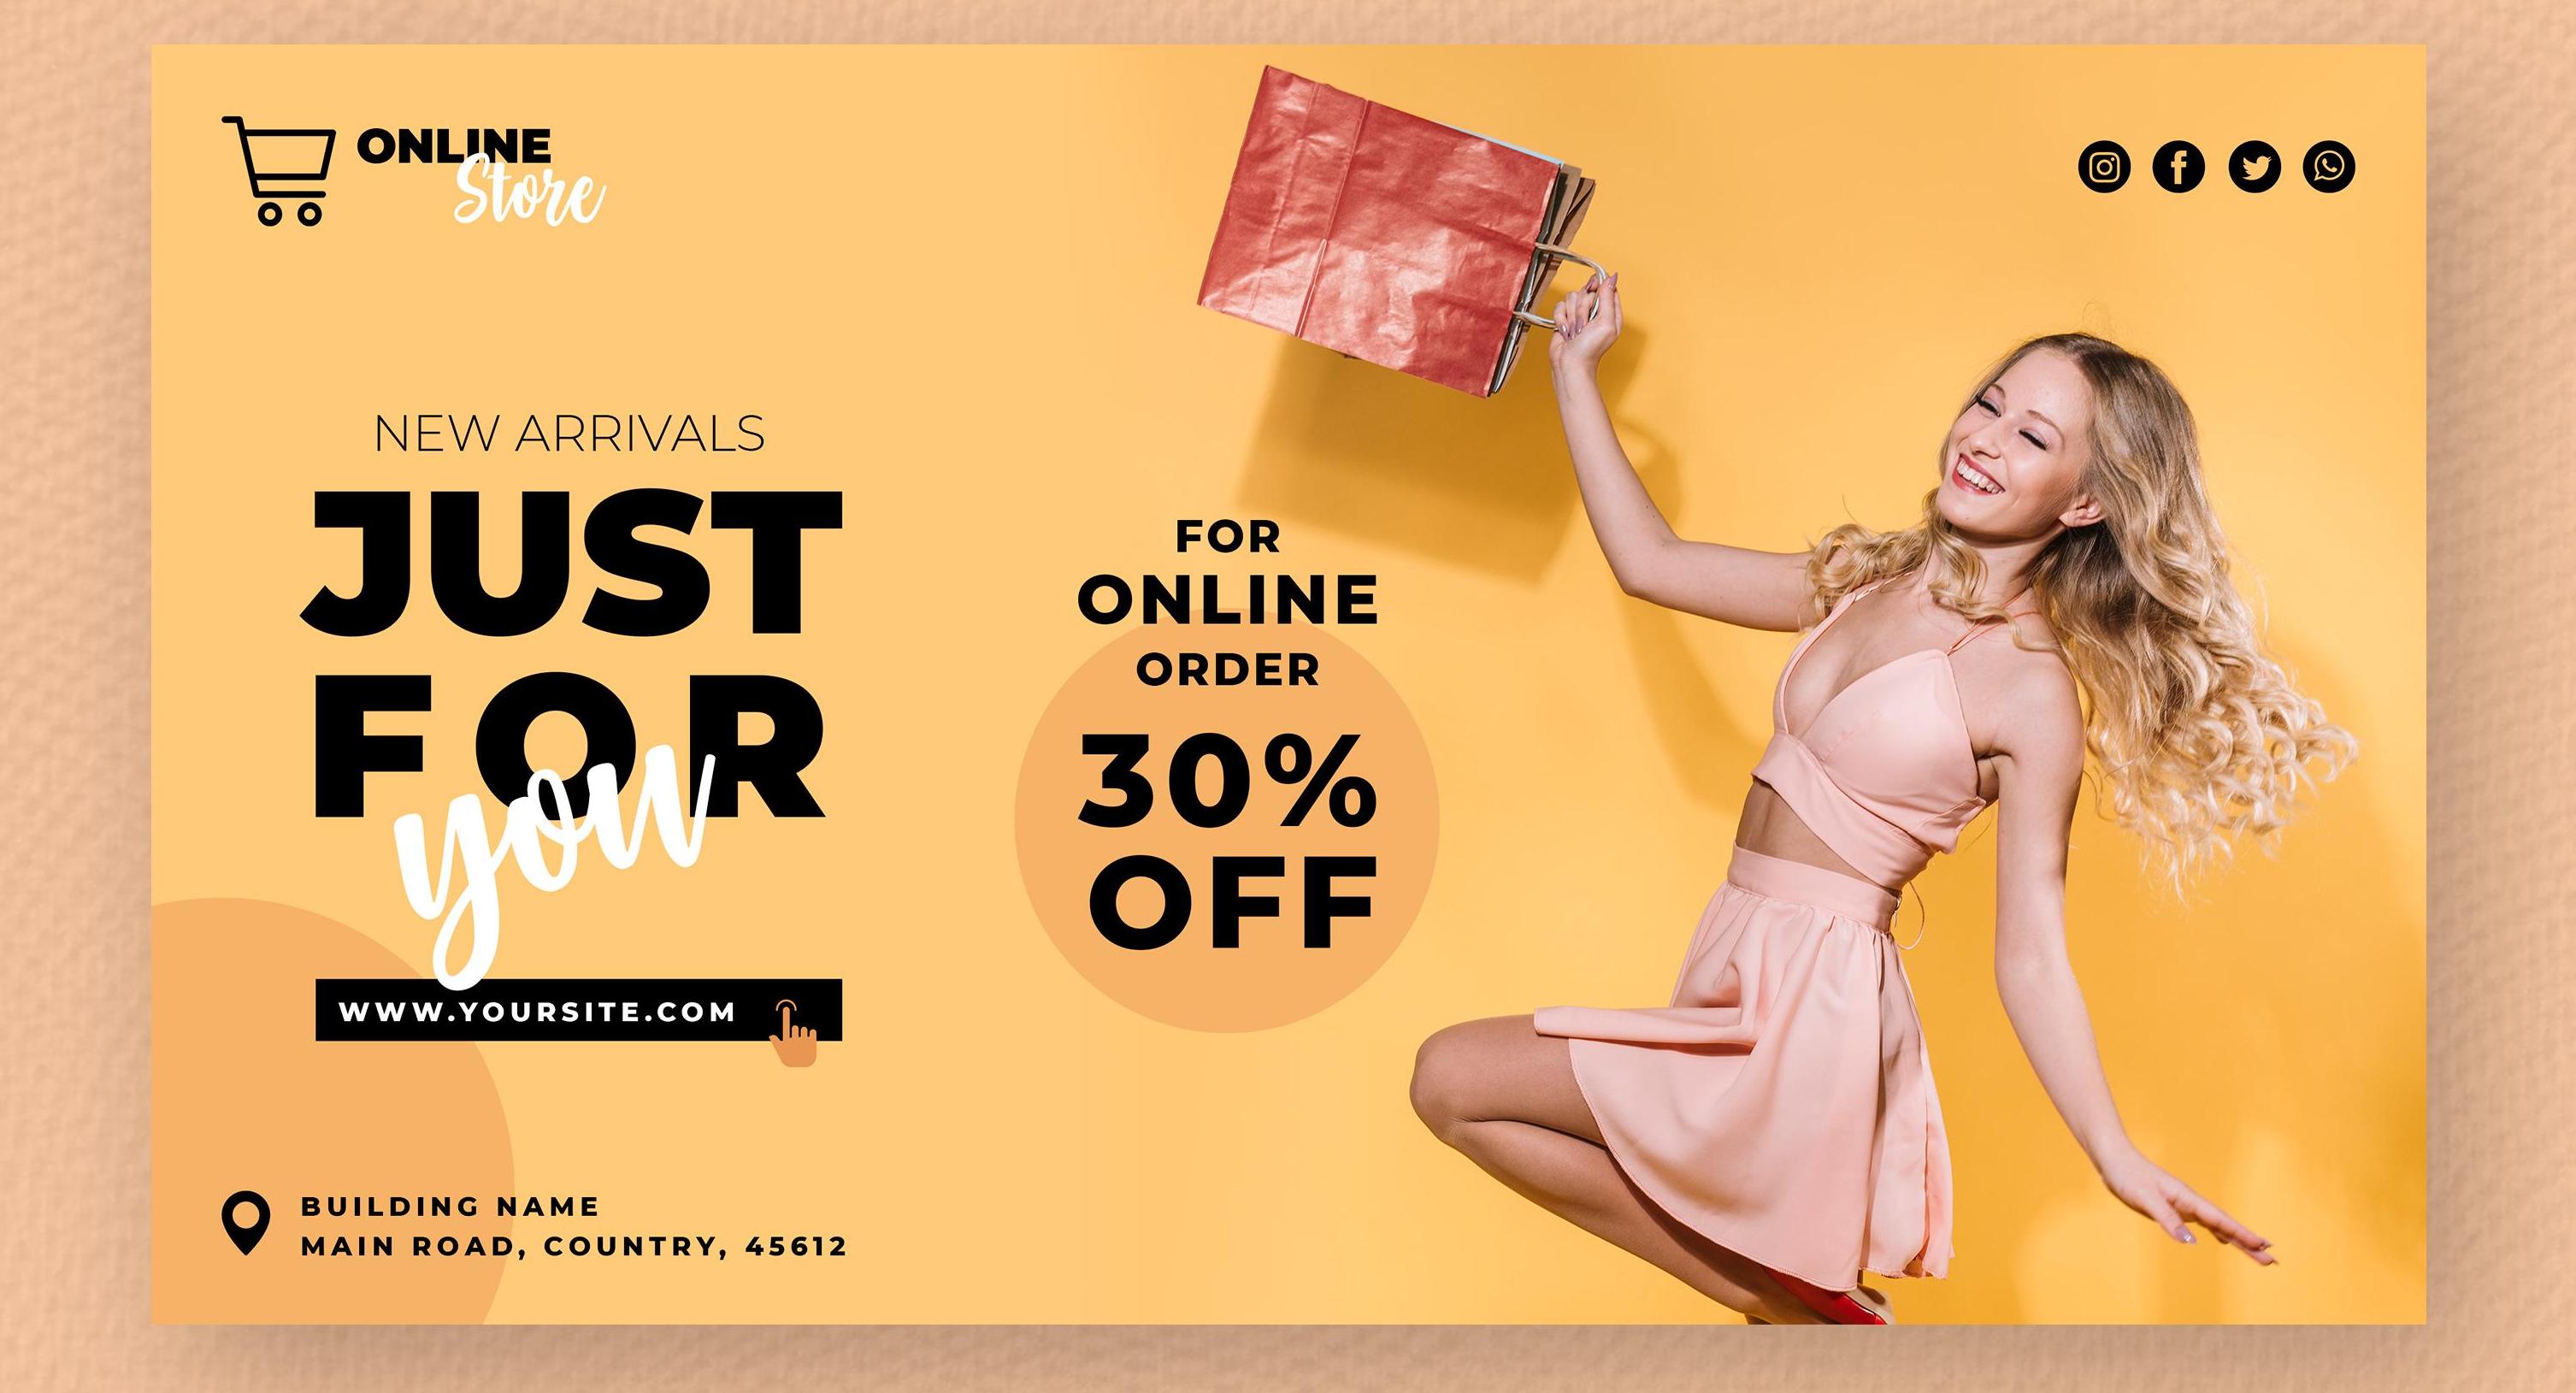 ONLINE
Store
NEW ARRIVALS
JUST
FOR
you
WWW.YOURSITE.COM
FOR
ONLINE
ORDER
30%
OFF
BUILDING NAME
MAIN ROAD, COUNTRY, 45612